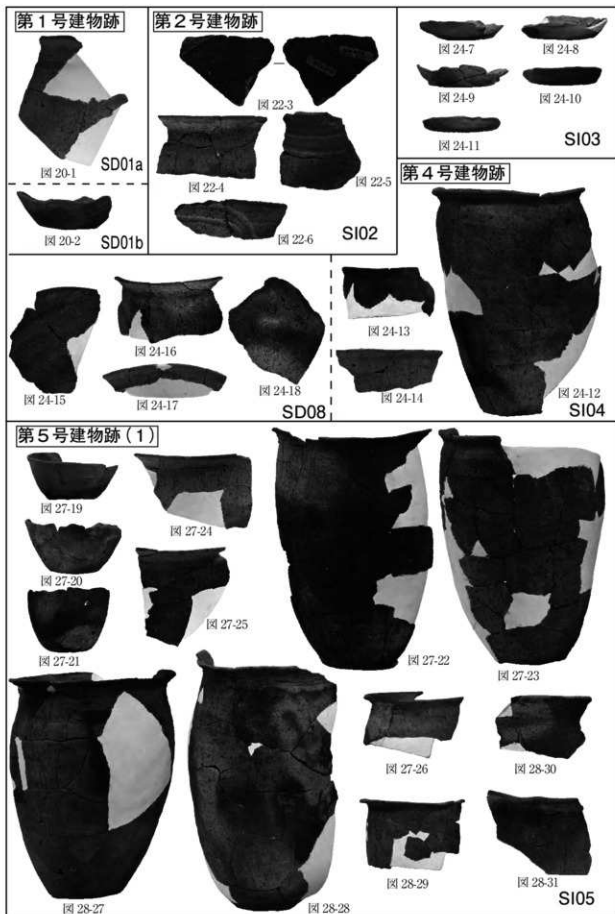 第1号建物跡
図 20-1
SD01a
図 20-2
SD01b
第2号建物跡
図 22-3
図 22-4
図 22-5
図 22-6
SI02
図 24-7
図 24-8
図 24-9
図 24-10
図 24-11
SI03
図 24-15
図 24-16
図 24-17
図 24-18
SD08
第4号建物跡
図 24-13
図 24-14
図 24-12
SI04
第5号建物跡(1)
図 27-19
図 27-20
図 27-21
図 27-24
図 27-25
図 27-22
図 27-23
図 28-27
図 28-28
図 27-26
図 28-30
図 28-29
図 28-31
SI05